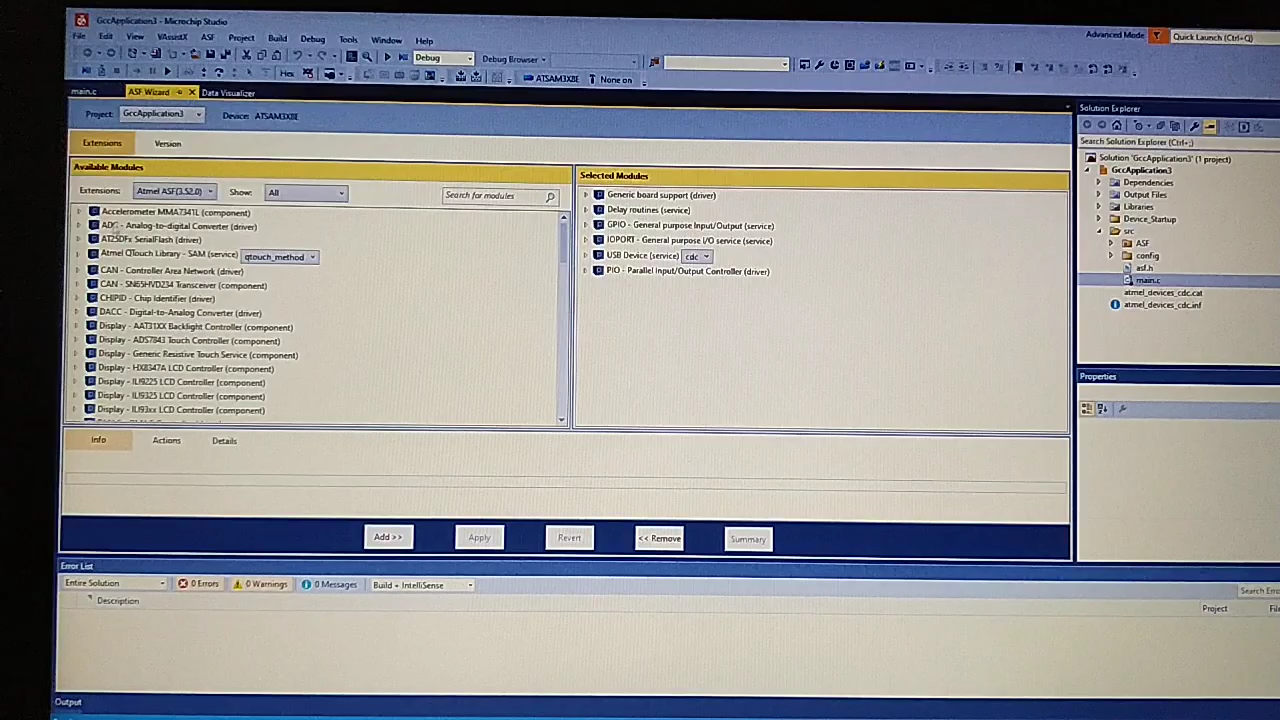 GccApplication3 - Microchip Studio
Advanced Mode Quick Launch (Ctrl+Q)
File Edit View VAssistX ASF Project Build Debug Tools Window Help
Debug Debug Browser
Hex ATSAM3X8E None on
main.c ASF Wizard Data Visualizer
Project: GccApplication3 Device: ATSAM3X8E
Extensions Version
Available Modules
Extensions: Atmel ASF(3.52.0) Show: All Search for modules
Accelerometer MMA7341L (component)
ADC - Analog-to-digital Converter (driver)
AT25DFx SerialFlash (driver)
Atmel QTouch Library - SAM (service) qtouch_method
CAN - Controller Area Network (driver)
CAN - SN65HVD234 Transceiver (component)
CHIPID - Chip Identifier (driver)
DACC - Digital-to-Analog Converter (driver)
Display - AAT31XX Backlight Controller (component)
Display - ADS7843 Touch Controller (component)
Display - Generic Resistive Touch Service (component)
Display - HX8347A LCD Controller (component)
Display - ILI9225 LCD Controller (component)
Display - ILI9325 LCD Controller (component)
Display - ILI93xx LCD Controller (component)
Selected Modules
Generic board support (driver)
Delay routines (service)
GPIO - General purpose Input/Output (service)
IOPORT - General purpose I/O service (service)
USB Device (service) cdc
PIO - Parallel Input/Output Controller (driver)
Info Actions Details
Add >> Apply Revert << Remove Summary
Solution Explorer
Search Solution Explorer (Ctrl+;)
Solution 'GccApplication3' (1 project)
GccApplication3
Dependencies
Output Files
Libraries
Device_Startup
src
ASF
config
asf.h
main.c
atmel_devices_cdc.cat
atmel_devices_cdc.inf
Properties
Error List
Entire Solution 0 Errors 0 Warnings 0 Messages Build + IntelliSense Search Erro
Description Project File
Output